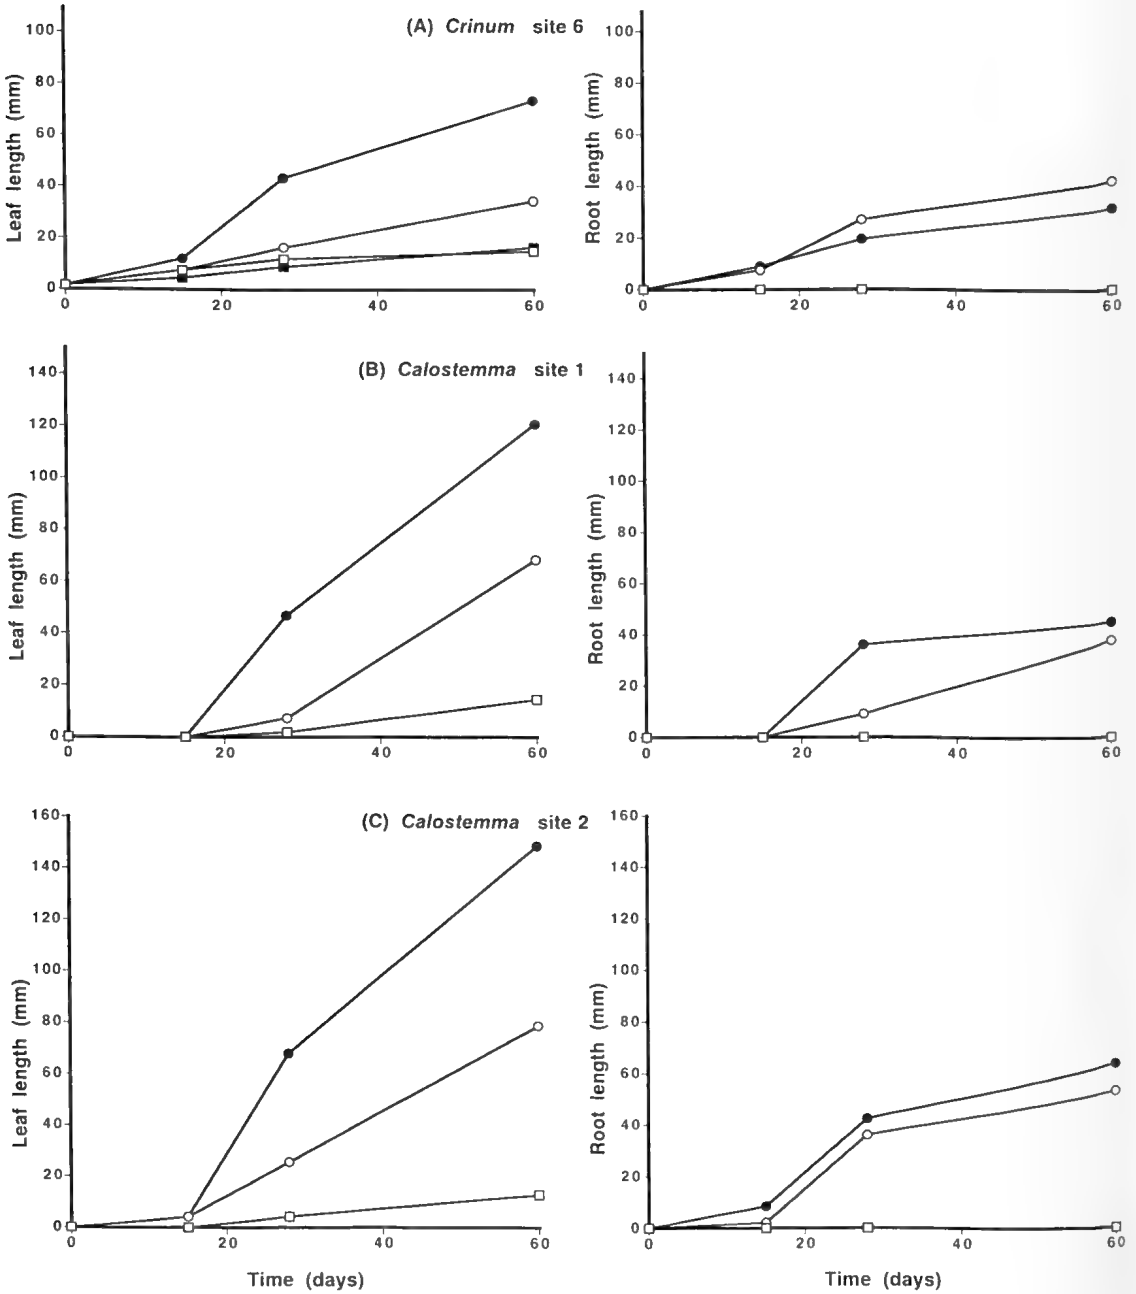 (A) Crinum site 6
Leaf length (mm)
100
80
60
40
20
0
0 20 40 60
Root length (mm)
100
80
60
40
20
0
0 20 40 60
(B) Calostemma site 1
Leaf length (mm)
140
120
100
80
60
40
20
0
0 20 40 60
Root length (mm)
140
120
100
80
60
40
20
0
0 20 40 60
(C) Calostemma site 2
Leaf length (mm)
160
140
120
100
80
60
40
20
0
0 20 40 60
Time (days)
Root length (mm)
160
140
120
100
80
60
40
20
0
0 20 40 60
Time (days)